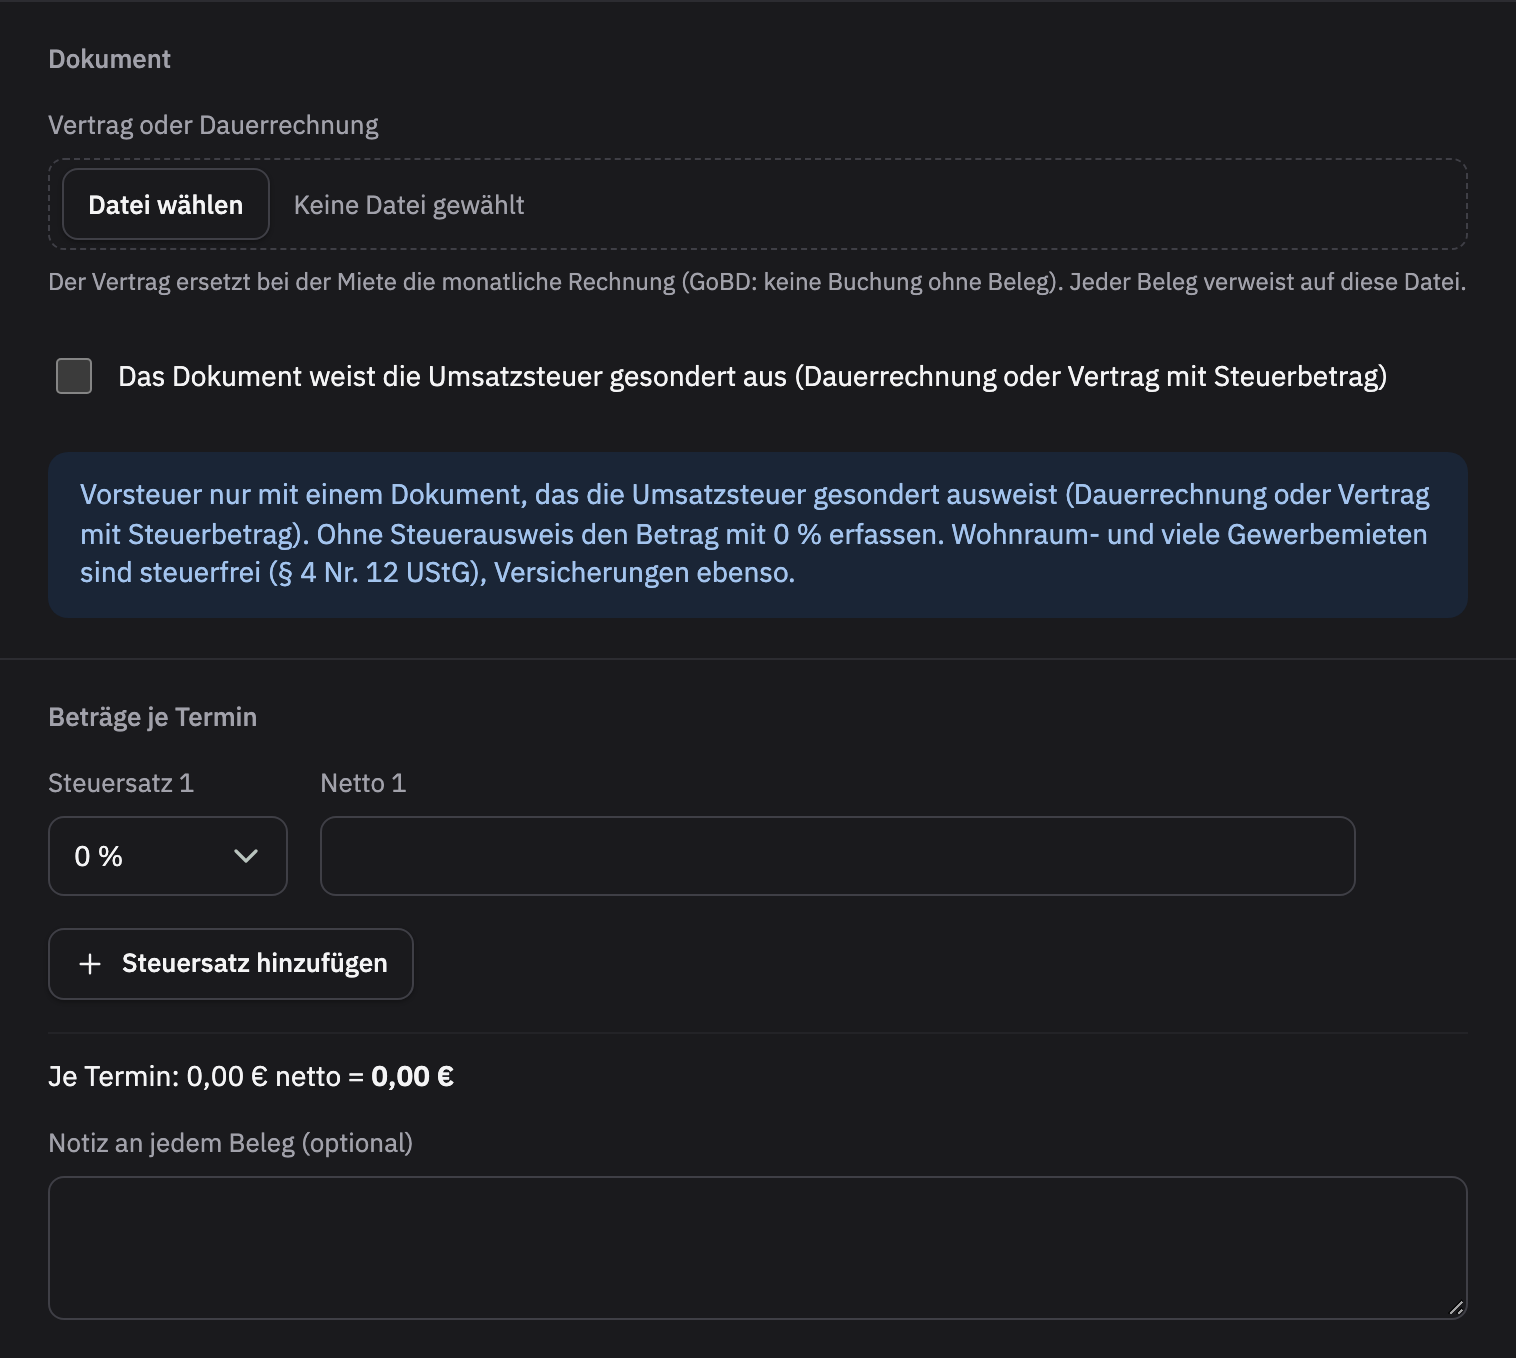 Dokument
Vertrag oder Dauerrechnung
Datei wählen Keine Datei gewählt
Der Vertrag ersetzt bei der Miete die monatliche Rechnung (GoBD: keine Buchung ohne Beleg). Jeder Beleg verweist auf diese Datei.
Das Dokument weist die Umsatzsteuer gesondert aus (Dauerrechnung oder Vertrag mit Steuerbetrag)
Vorsteuer nur mit einem Dokument, das die Umsatzsteuer gesondert ausweist (Dauerrechnung oder Vertrag
mit Steuerbetrag). Ohne Steuerausweis den Betrag mit 0 % erfassen. Wohnraum- und viele Gewerbemieten
sind steuerfrei (§ 4 Nr. 12 UStG), Versicherungen ebenso.
Beträge je Termin
Steuersatz 1 Netto 1
0 %
+ Steuersatz hinzufügen
Je Termin: 0,00 € netto = 0,00 €
Notiz an jedem Beleg (optional)